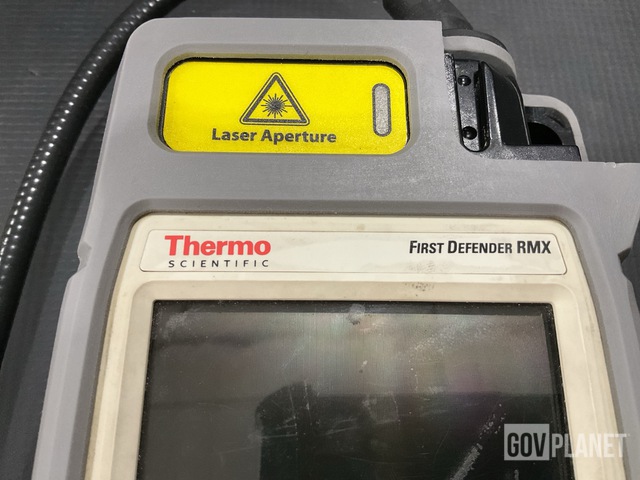 Laser Aperture
Thermo
SCIENTIFIC
FIRST DEFENDER RMX
GOVPLANET